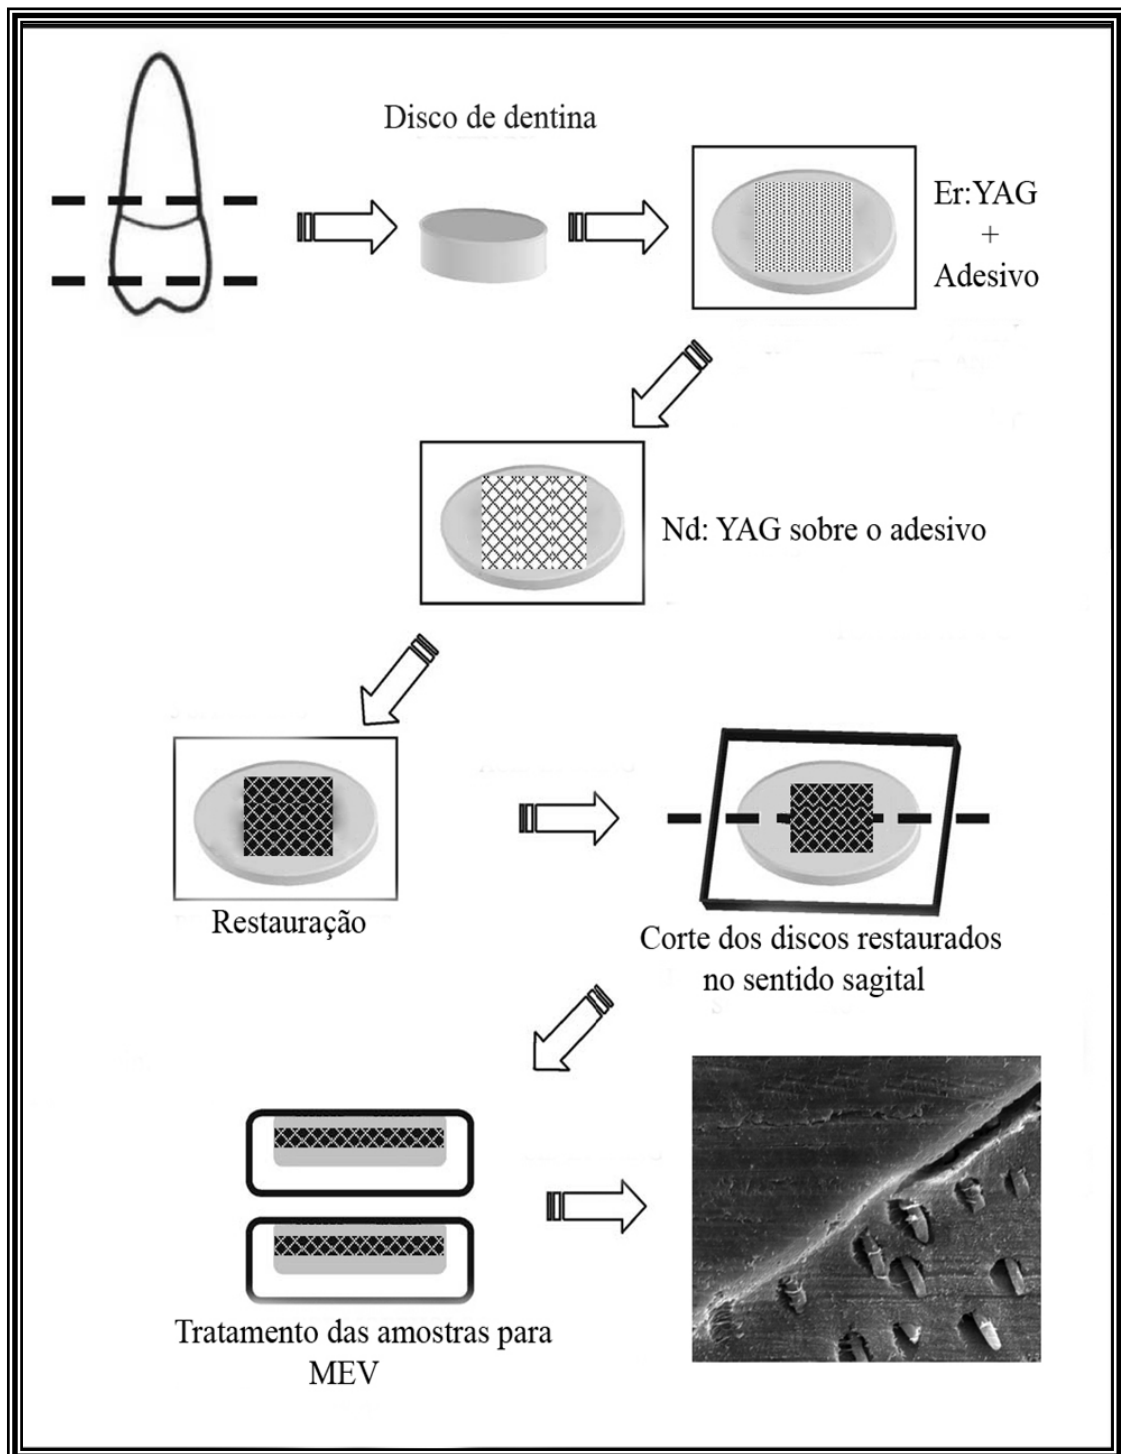 Disco de dentina
Er:YAG
+
Adesivo
Nd: YAG sobre o adesivo
Restauração
Corte dos discos restaurados
no sentido sagital
Tratamento das amostras para
MEV